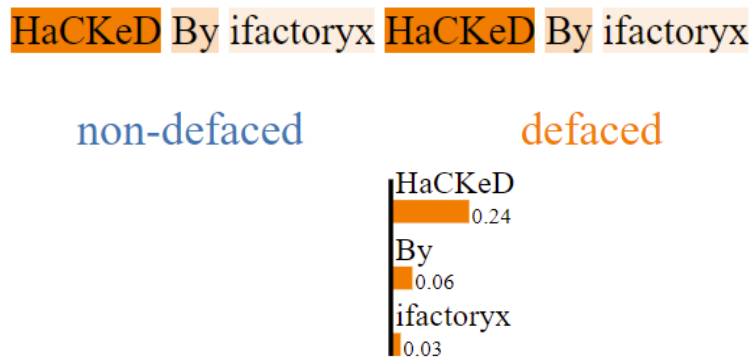 HaCKeD By ifactoryx HaCKeD By ifactoryx
non-defaced defaced
HaCKeD
0.24
By
0.06
ifactoryx
0.03